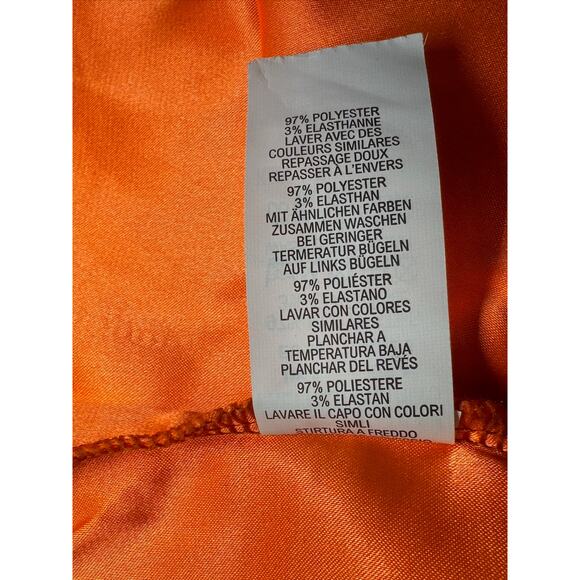 97% POLYESTER
3% ELASTHANNE
LAVER AVEC DES
COULEURS SIMILARES
REPASSAGE DOUX
REPASSER À L'ENVERS
97% POLYESTER
3% ELASTHAN
MIT ÄHNLICHEN FARBEN
ZUSAMMEN WASCHEN
BEI GERINGER
TERMERATUR BÜGELN
AUF LINKS BÜGELN
97% POLIÉSTER
3% ELASTANO
LAVAR CON COLORES
SIMILARES
PLANCHAR A
TEMPERATURA BAJA
PLANCHAR DEL REVÉS
97% POLIESTERE
3% ELASTAN
LAVARE IL CAPO CON COLORI
SIMLI
STIRTURA A FREDDO